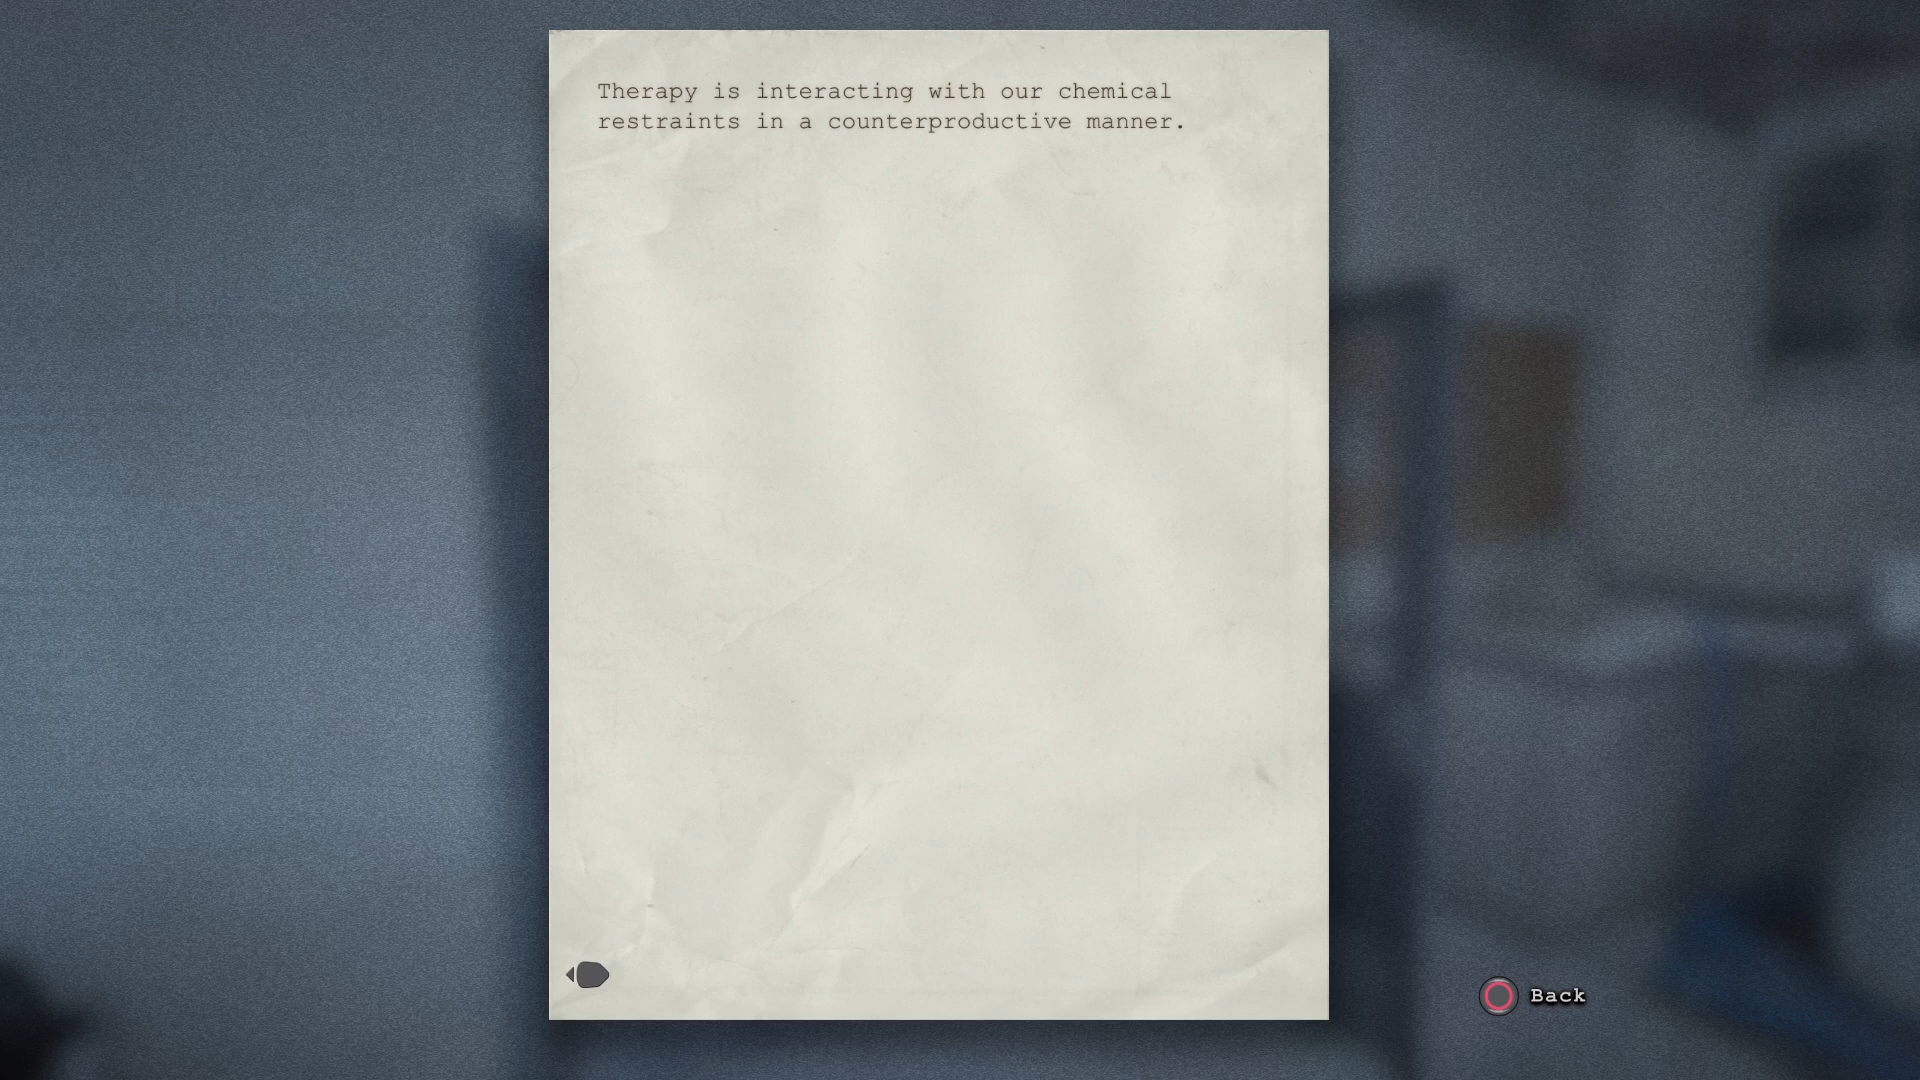 Therapy is interacting with our chemical
restraints in a counterproductive manner.
Back